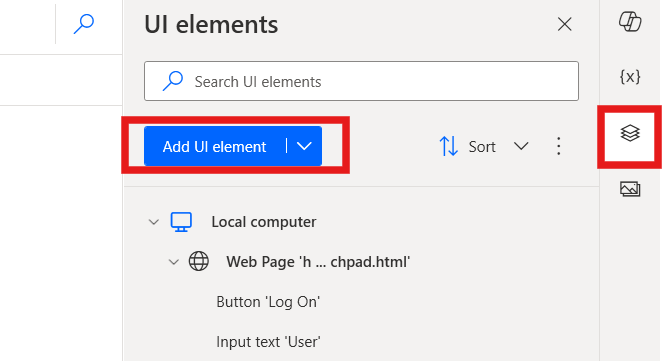 UI elements
Search UI elements
Add UI element
Sort
{x}
Local computer
Web Page 'h ... chpad.html'
Button 'Log On'
Input text 'User'